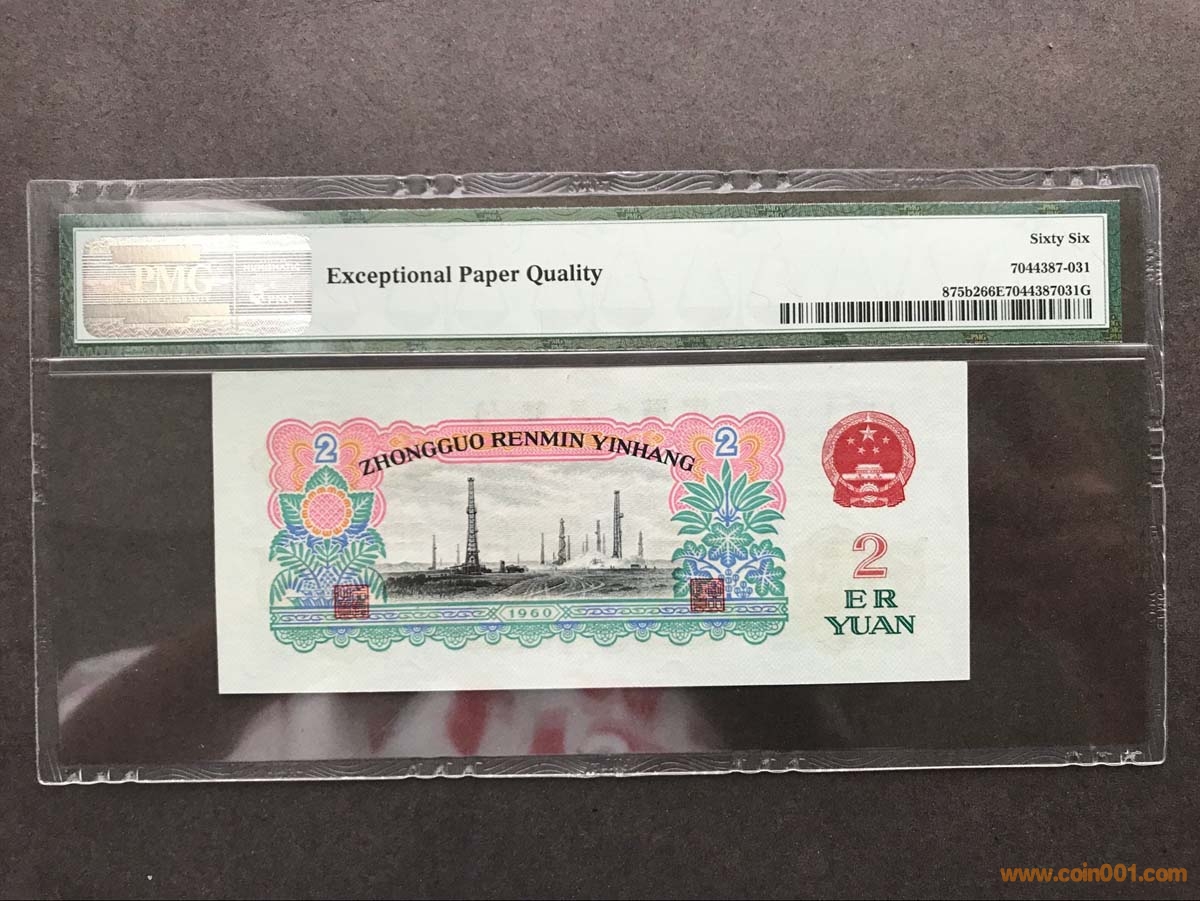 Sixty Six
PMG
Exceptional Paper Quality
7044387-031
875b266E7044387031G
2 ZHONGGUO RENMIN YINHANG 2
2
ER
YUAN
1960
www.coin001.com